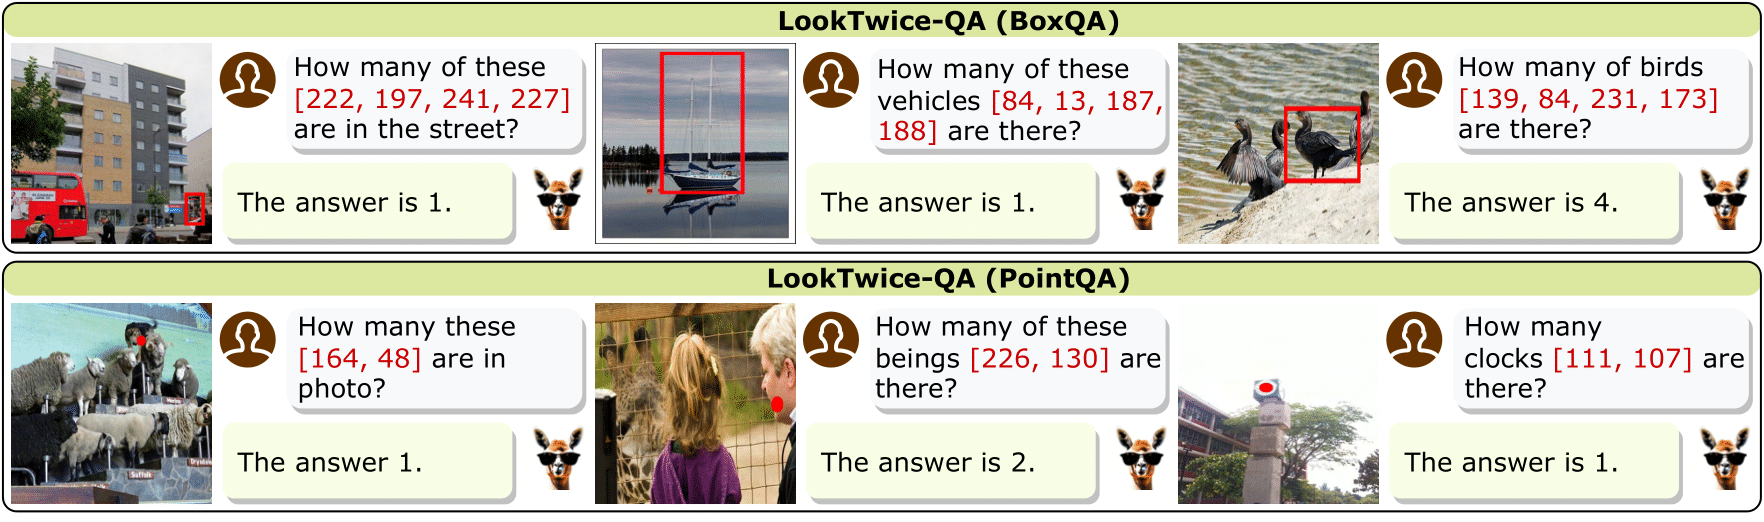 LookTwice-QA (BoxQA)
How many of these
[222, 197, 241, 227]
are in the street?
The answer is 1.
How many of these
vehicles [84, 13, 187,
188] are there?
The answer is 1.
How many of birds
[139, 84, 231, 173]
are there?
The answer is 4.
LookTwice-QA (PointQA)
How many these
[164, 48] are in
photo?
The answer 1.
Suffolk
How many of these
beings [226, 130] are
there?
The answer is 2.
How many
clocks [111, 107] are
there?
The answer is 1.